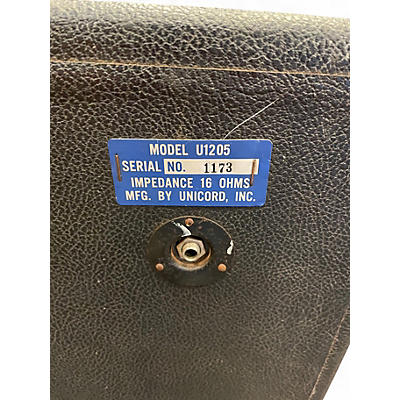 MODEL U1205
SERIAL NO. 1173
IMPEDANCE 16 OHMS
MFG. BY UNICORD, INC.